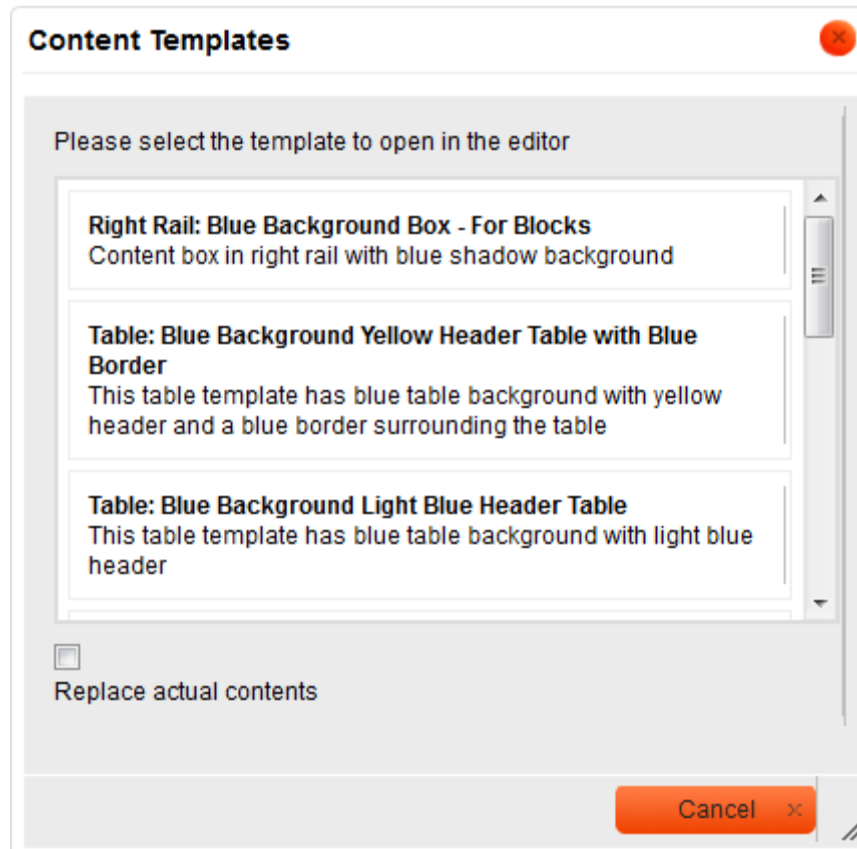 Content Templates
Please select the template to open in the editor
Right Rail: Blue Background Box - For Blocks
Content box in right rail with blue shadow background
Table: Blue Background Yellow Header Table with Blue
Border
This table template has blue table background with yellow
header and a blue border surrounding the table
Table: Blue Background Light Blue Header Table
This table template has blue table background with light blue
header
Replace actual contents
Cancel